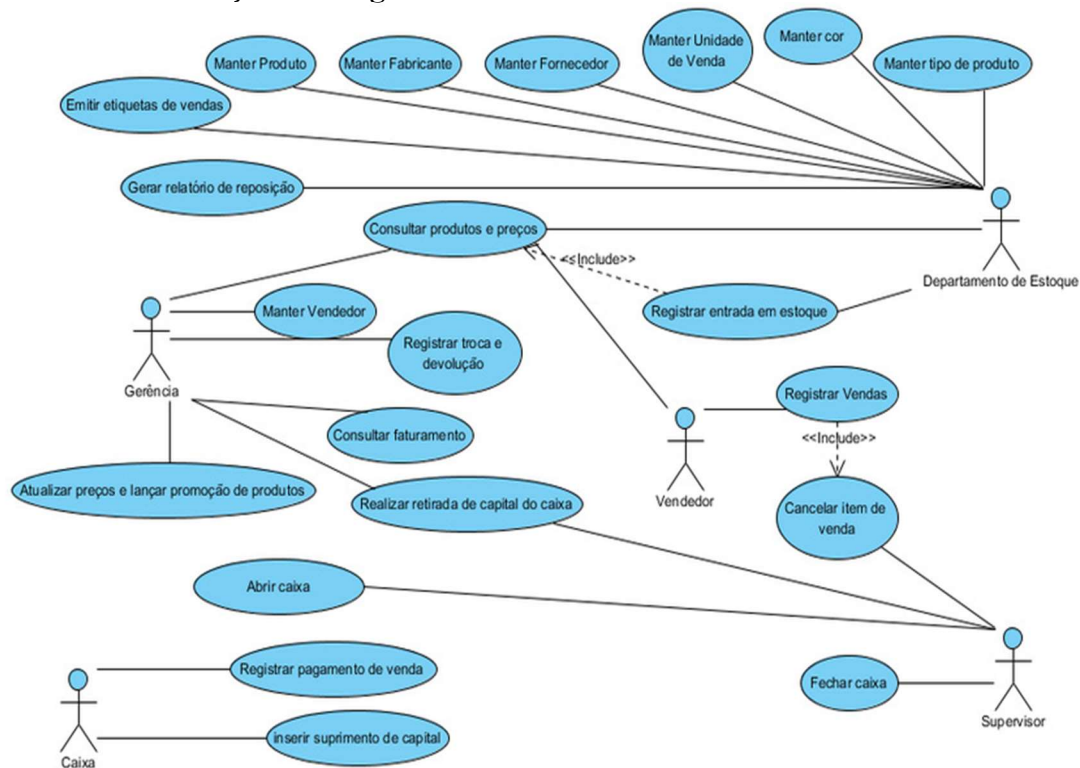 Manter Produto
Manter Fabricante
Manter Fornecedor
Manter Unidade
de Venda
Manter cor
Manter tipo de produto
Emitir etiquetas de vendas
Gerar relatório de reposição
Consultar produtos e preços
<<Include>>
Departamento de Estoque
Registrar entrada em estoque
Manter Vendedor
Registrar troca e
devolução
Gerência
Registrar Vendas
<<Include>>
Consultar faturamento
Vendedor
Atualizar preços e lançar promoção de produtos
Realizar retirada de capital do caixa
Cancelar item de
venda
Abrir caixa
Registrar pagamento de venda
Fechar caixa
Supervisor
inserir suprimento de capital
Caixa